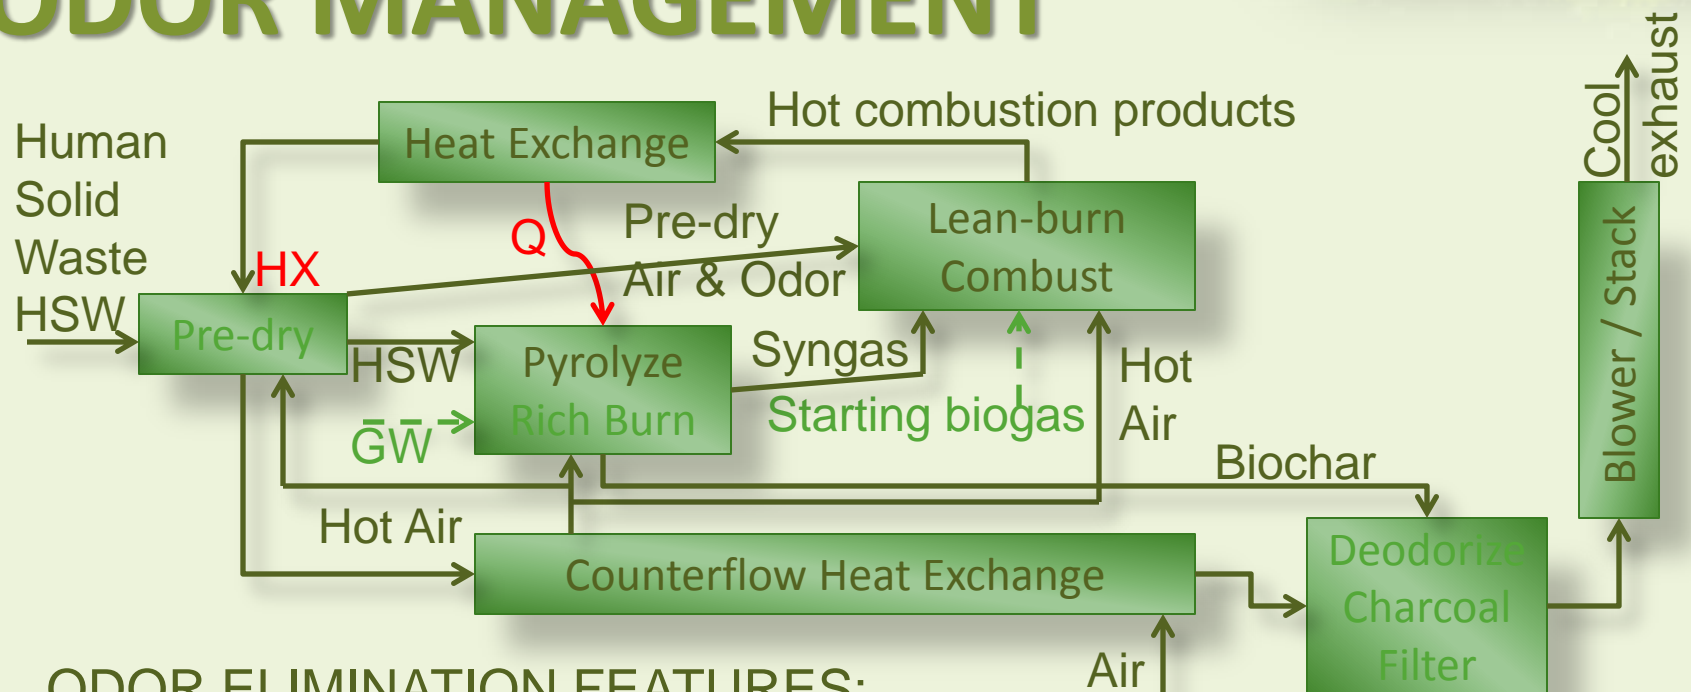 ODOR MANAGEMENT
Human
Solid
Waste
HSW
Heat Exchange
Hot combustion products
Cool
exhaust
HX
Q
Pre-dry
Air & Odor
Lean-burn
Combust
Blower / Stack
Pre-dry
HSW
Pyrolyze
Rich Burn
Syngas
Starting biogas
Hot
Air
GW
Biochar
Hot Air
Counterflow Heat Exchange
Deodorize
Charcoal
Filter
Air
ODOR ELIMINATION FEATURES: